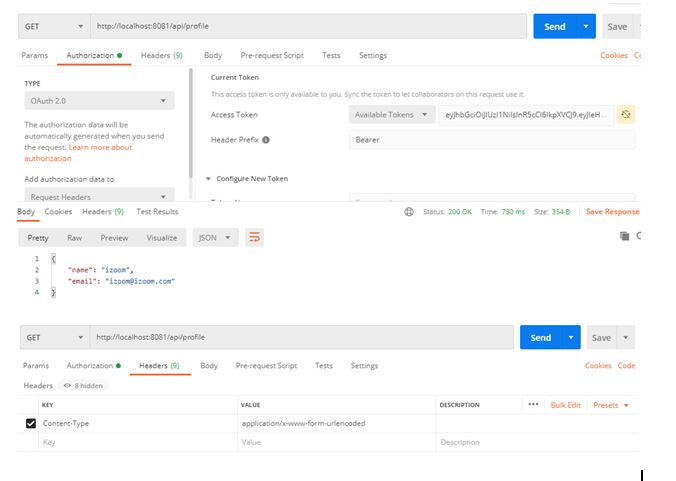 GET http://localhost:8081/api/profile Send Save
Params Authorization Headers (9) Body Pre-request Script Tests Settings Cookies
TYPE
OAuth 2.0
The authorization data will be
automatically generated when you send
the request. Learn more about
authorization
Add authorization data to
Request Headers
Current Token
This access token is only available to you. Sync the token to let collaborators on this request use it.
Access Token Available Tokens
Header Prefix Bearer
Configure New Token
Body Cookies Headers (9) Test Results Status: 200 OK Time: 730 ms Size: 354 B Save Response
Pretty Raw Preview Visualize JSON
1 {
2 "name": "izoom",
3 "email": "izoom@izoom.com"
4 }
GET http://localhost:8081/api/profile Send Save
Params Authorization Headers (9) Body Pre-request Script Tests Settings Cookies Code
Headers 8 hidden
KEY VALUE DESCRIPTION ••• Bulk Edit Presets
Content-Type application/x-www-form-urlencoded
Key Value Description